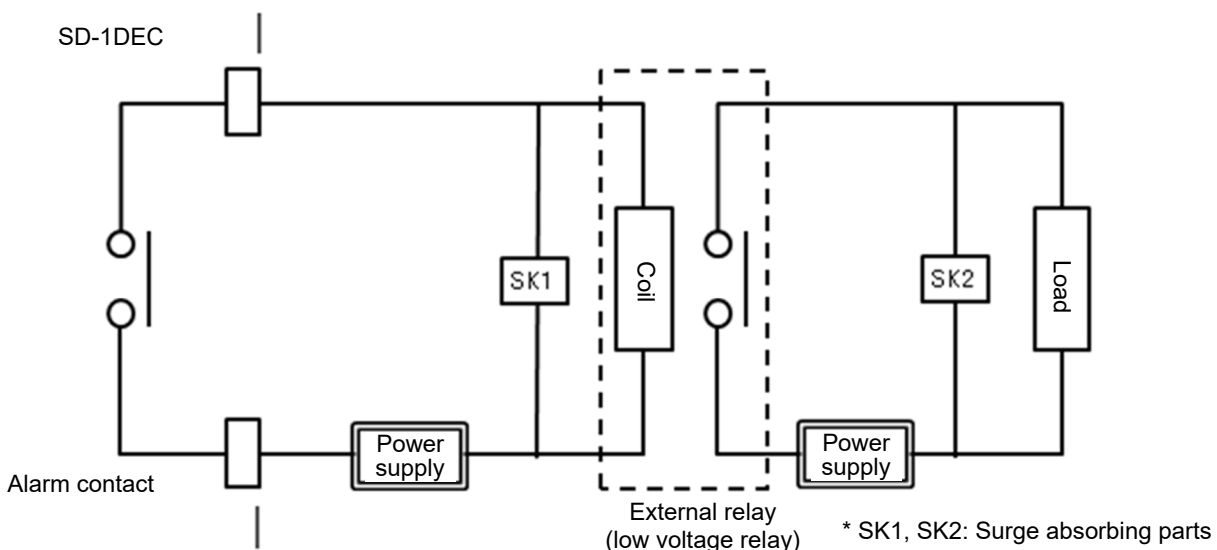 SD-1DEC
SK1
Coil
SK2
Load
Power
supply
Power
supply
Alarm contact
External relay
(low voltage relay)
* SK1, SK2: Surge absorbing parts